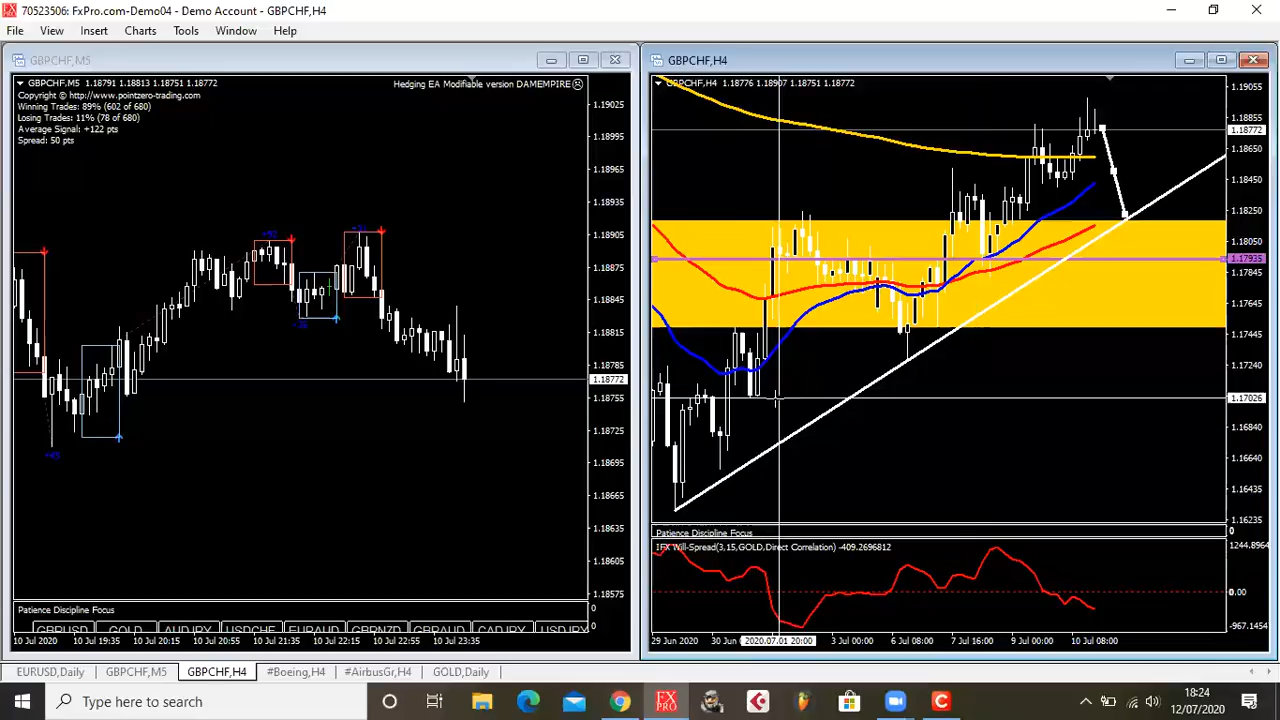 70523506: FxPro.com-Demo04 - Demo Account - GBPCHF,H4
File View Insert Charts Tools Window Help
GBPCHF,M5
GBPCHF,M5 1.18791 1.18813 1.18751 1.18772
Hedging EA Modifiable version DAMEMPIRE
Copyright © http://www.pointzero-trading.com
Winning Trades: 89% (602 of 680)
Losing Trades: 11% (78 of 680)
Average Signal: +122 pts
Spread: 50 pts
+92
1.19025
1.18995
1.18965
1.18935
1.18905
1.18875
1.18845
1.18815
1.18785
1.18772
1.18755
1.18725
1.18695
1.18665
1.18635
1.18605
1.18575
Patience Discipline Focus
0
0
GBPUSD GOLD AUDJPY USDCHF EURAUD GBPNZD GBPAUD CADJPY USDJPY
10 Jul 2020 10 Jul 19:35 10 Jul 20:15 10 Jul 20:55 10 Jul 21:35 10 Jul 22:15 10 Jul 22:55 10 Jul 23:35
GBPCHF,H4
GBPCHF,H4 1.18776 1.18907 1.18751 1.18772
1.19055
1.18855
1.18772
1.18650
1.18450
1.18250
1.18050
1.17935
1.17845
1.17645
1.17445
1.17240
1.17026
1.16840
1.16640
1.16435
1.16235
Patience Discipline Focus
0
IFX Will-Spread(3,15,GOLD,Direct Correlation) -409.2696812
1244.8964
0.00
-967.1454
29 Jun 2020 30 Jun 2020.07.01 20:00 3 Jul 00:00 6 Jul 08:00 7 Jul 16:00 9 Jul 00:00 10 Jul 08:00
EURUSD,Daily GBPCHF,M5 GBPCHF,H4 #Boeing,H4 #AirbusGr,H4 GOLD,Daily
Type here to search
FX
PRO
C
18:24
12/07/2020